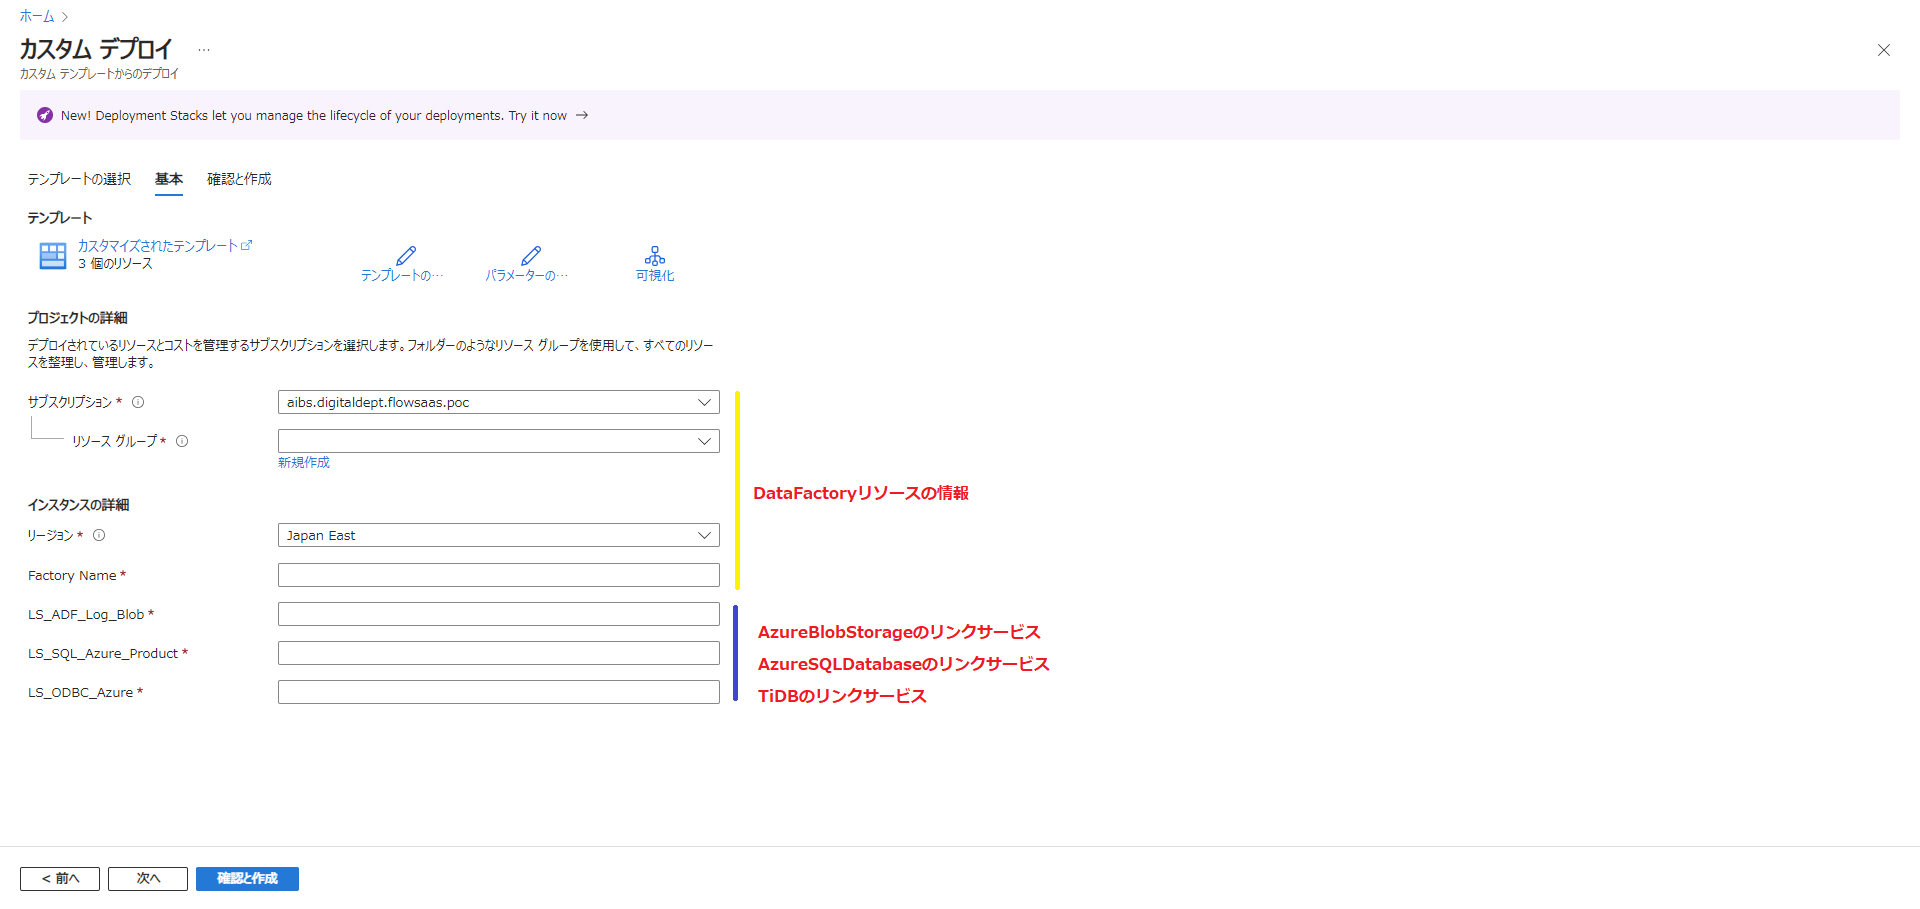 ホーム
カスタム デプロイ ...
カスタム テンプレートからのデプロイ
New! Deployment Stacks let you manage the lifecycle of your deployments. Try it now →
テンプレートの選択 基本 確認と作成
テンプレート
カスタマイズされたテンプレート
3 個のリソース
テンプレートの… パラメーターの… 可視化
プロジェクトの詳細
デプロイされているリソースとコストを管理するサブスクリプションを選択します。フォルダーのようなリソース グループを使用して、すべてのリソー
スを整理し、管理します。
サブスクリプション * aibs.digitaldept.flowsaas.poc
リソース グループ *
新規作成
DataFactoryリソースの情報
インスタンスの詳細
リージョン * Japan East
Factory Name *
LS_ADF_Log_Blob *
AzureBlobStorageのリンクサービス
LS_SQL_Azure_Product *
AzureSQLDatabaseのリンクサービス
LS_ODBC_Azure *
TiDBのリンクサービス
< 前へ 次へ 確認と作成